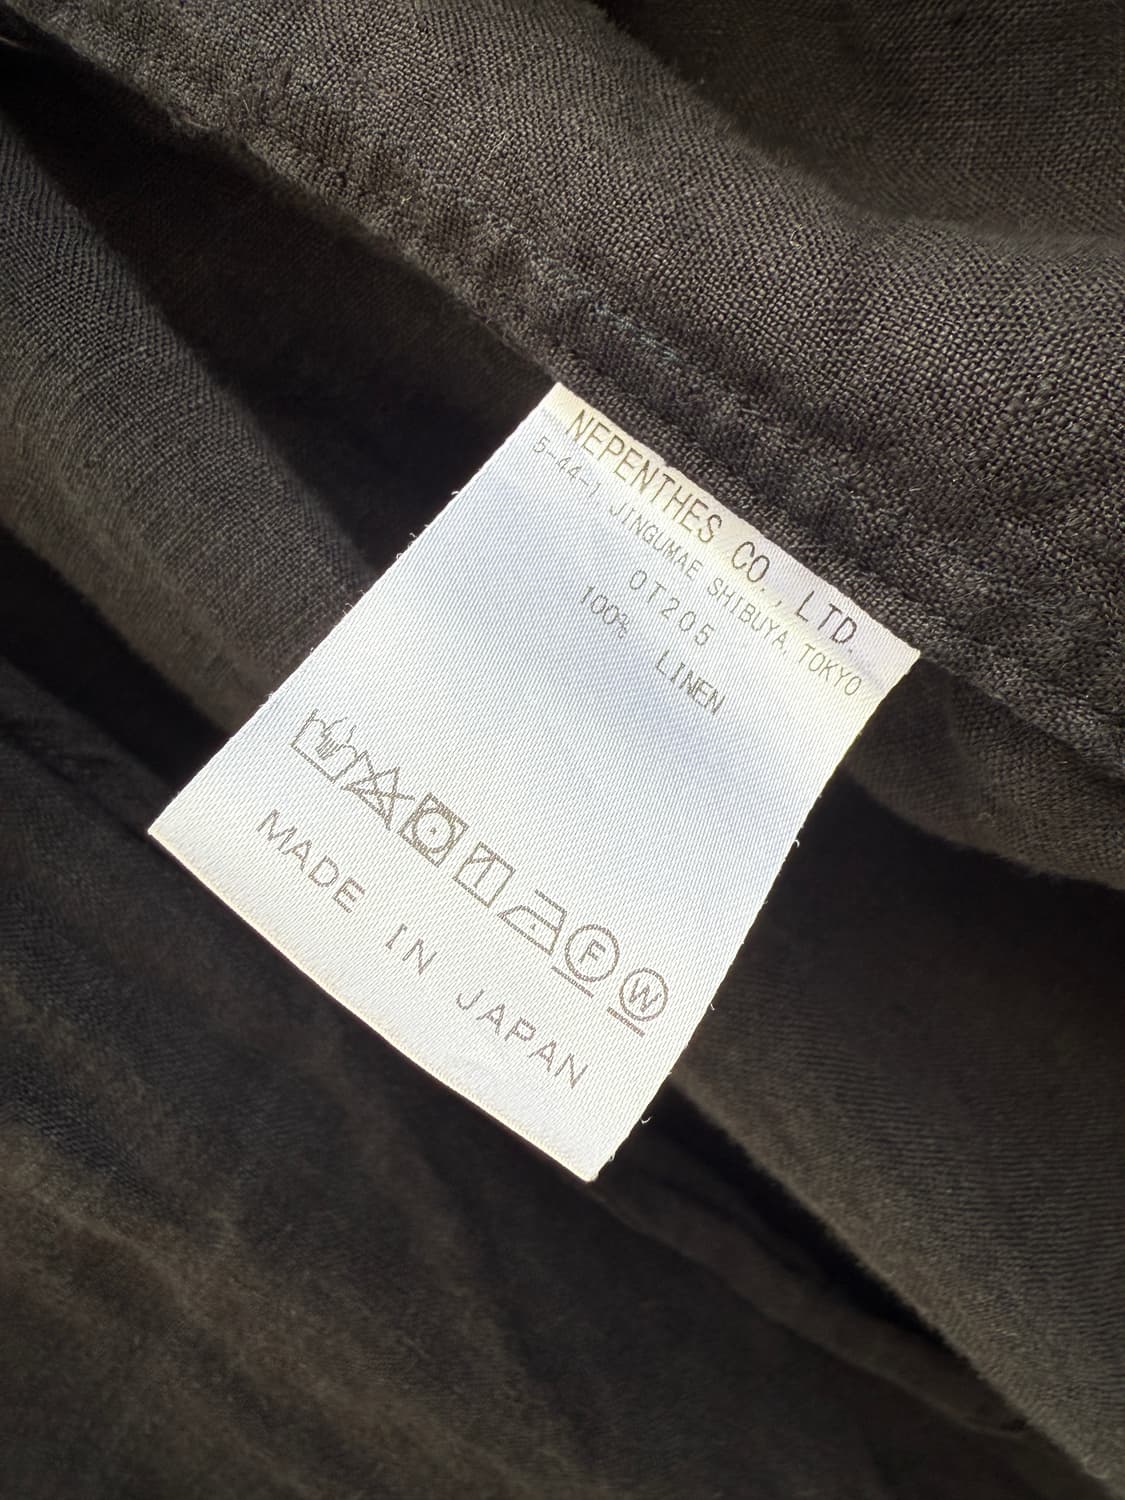 NEPENTHES CO., LTD.
5-44-1 JINGUMAE SHIBUYA, TOKYO
OT205
100% LINEN
F W
MADE IN JAPAN